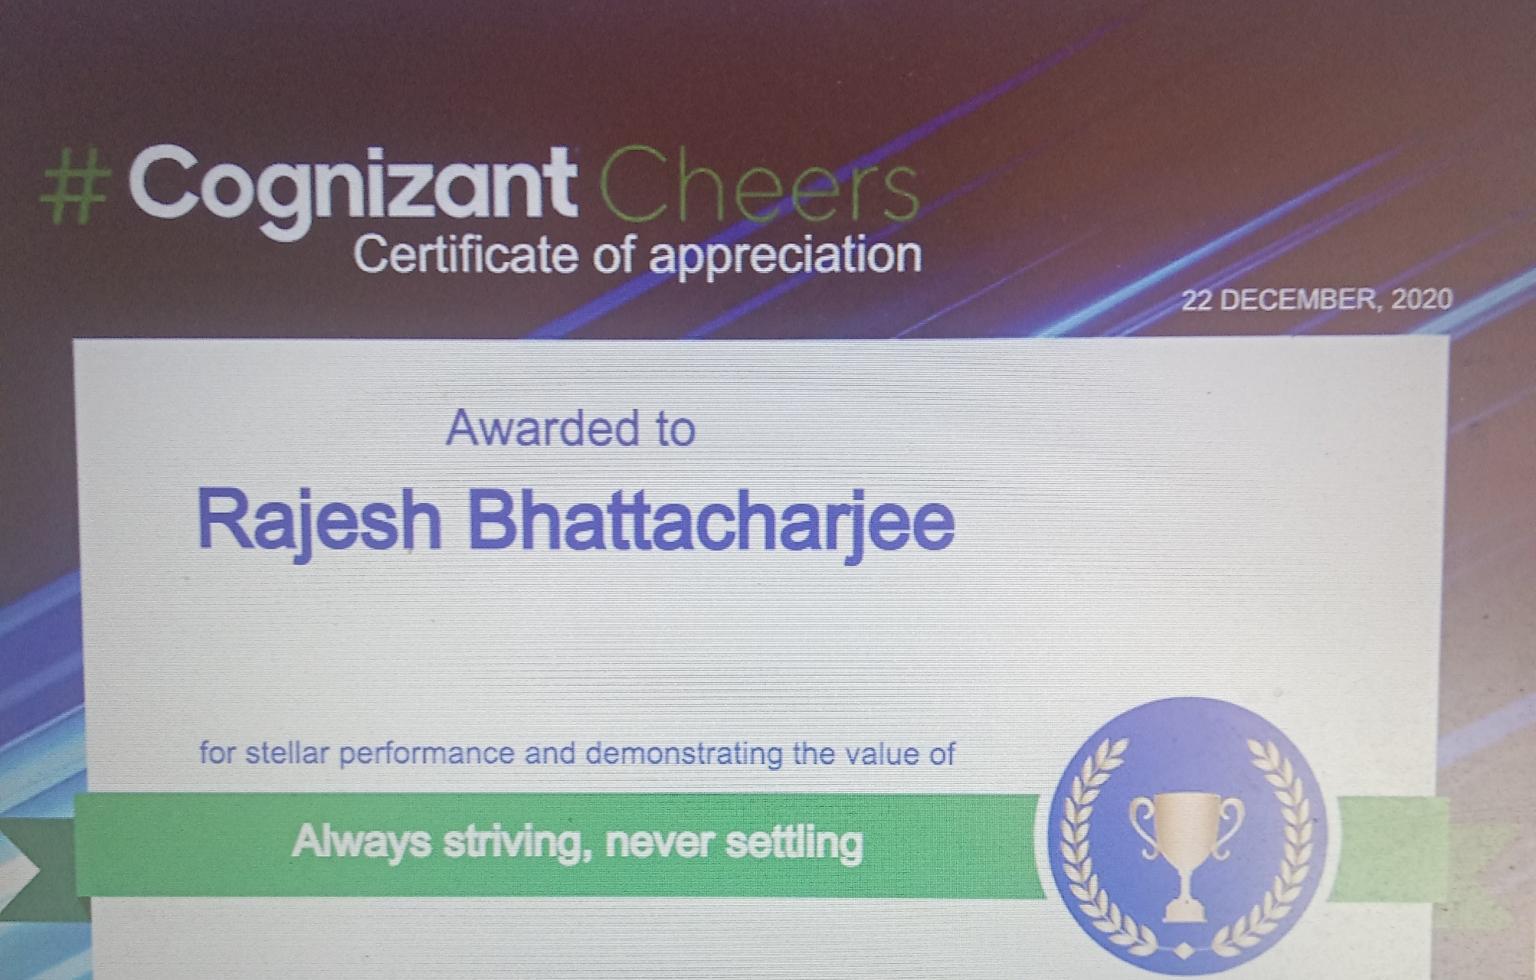 #Cognizant Cheers
Certificate of appreciation
22 DECEMBER, 2020
Awarded to
Rajesh Bhattacharjee
for stellar performance and demonstrating the value of
Always striving, never settling